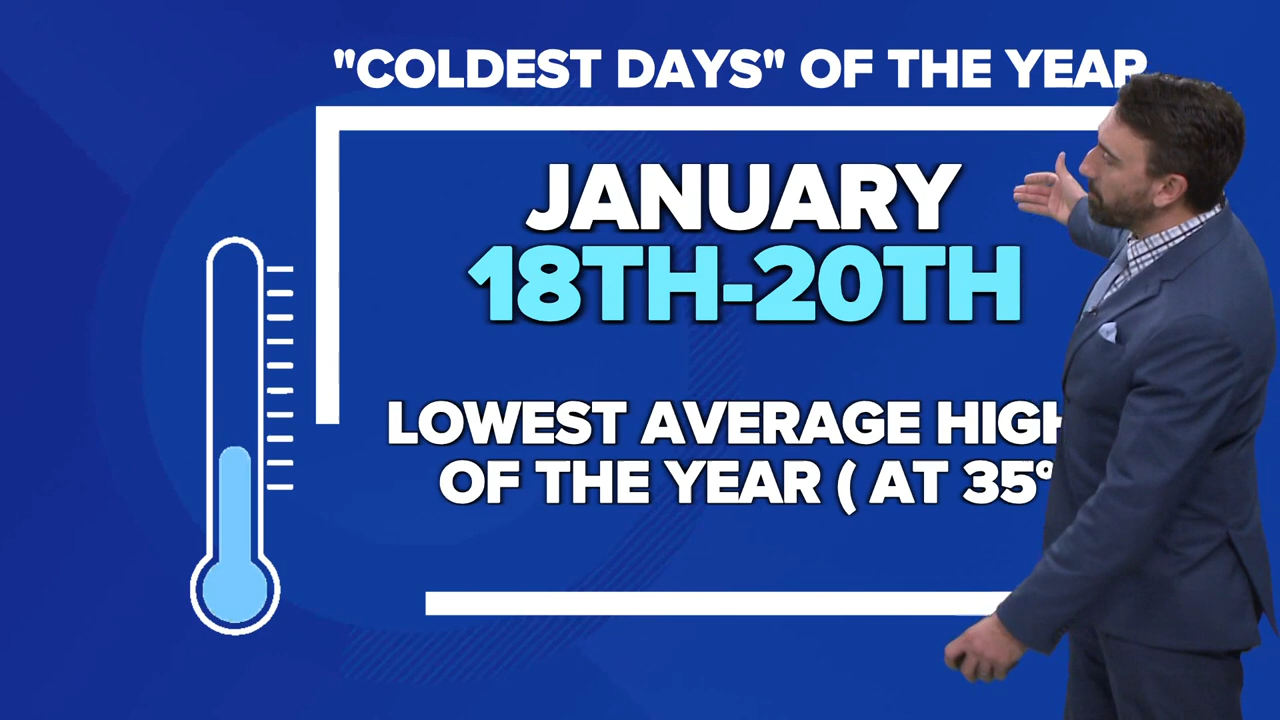 "COLDEST DAYS" OF THE YEAR
JANUARY
18TH-20TH
LOWEST AVERAGE HIGH
OF THE YEAR ( AT 35°